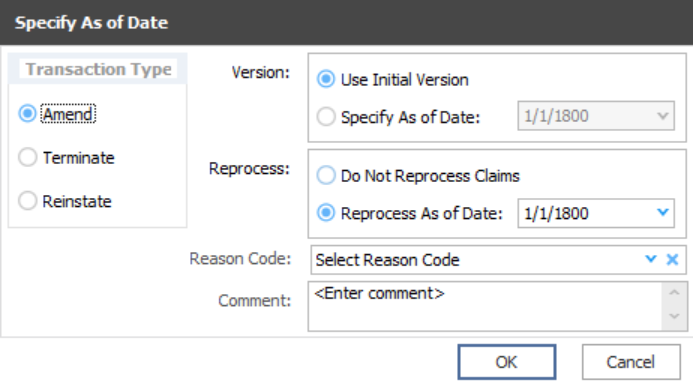 Specify As of Date
Transaction Type
Amend
Terminate
Reinstate
Version:
Use Initial Version
Specify As of Date: 1/1/1800
Reprocess:
Do Not Reprocess Claims
Reprocess As of Date: 1/1/1800
Reason Code: Select Reason Code
Comment: <Enter comment>
OK Cancel